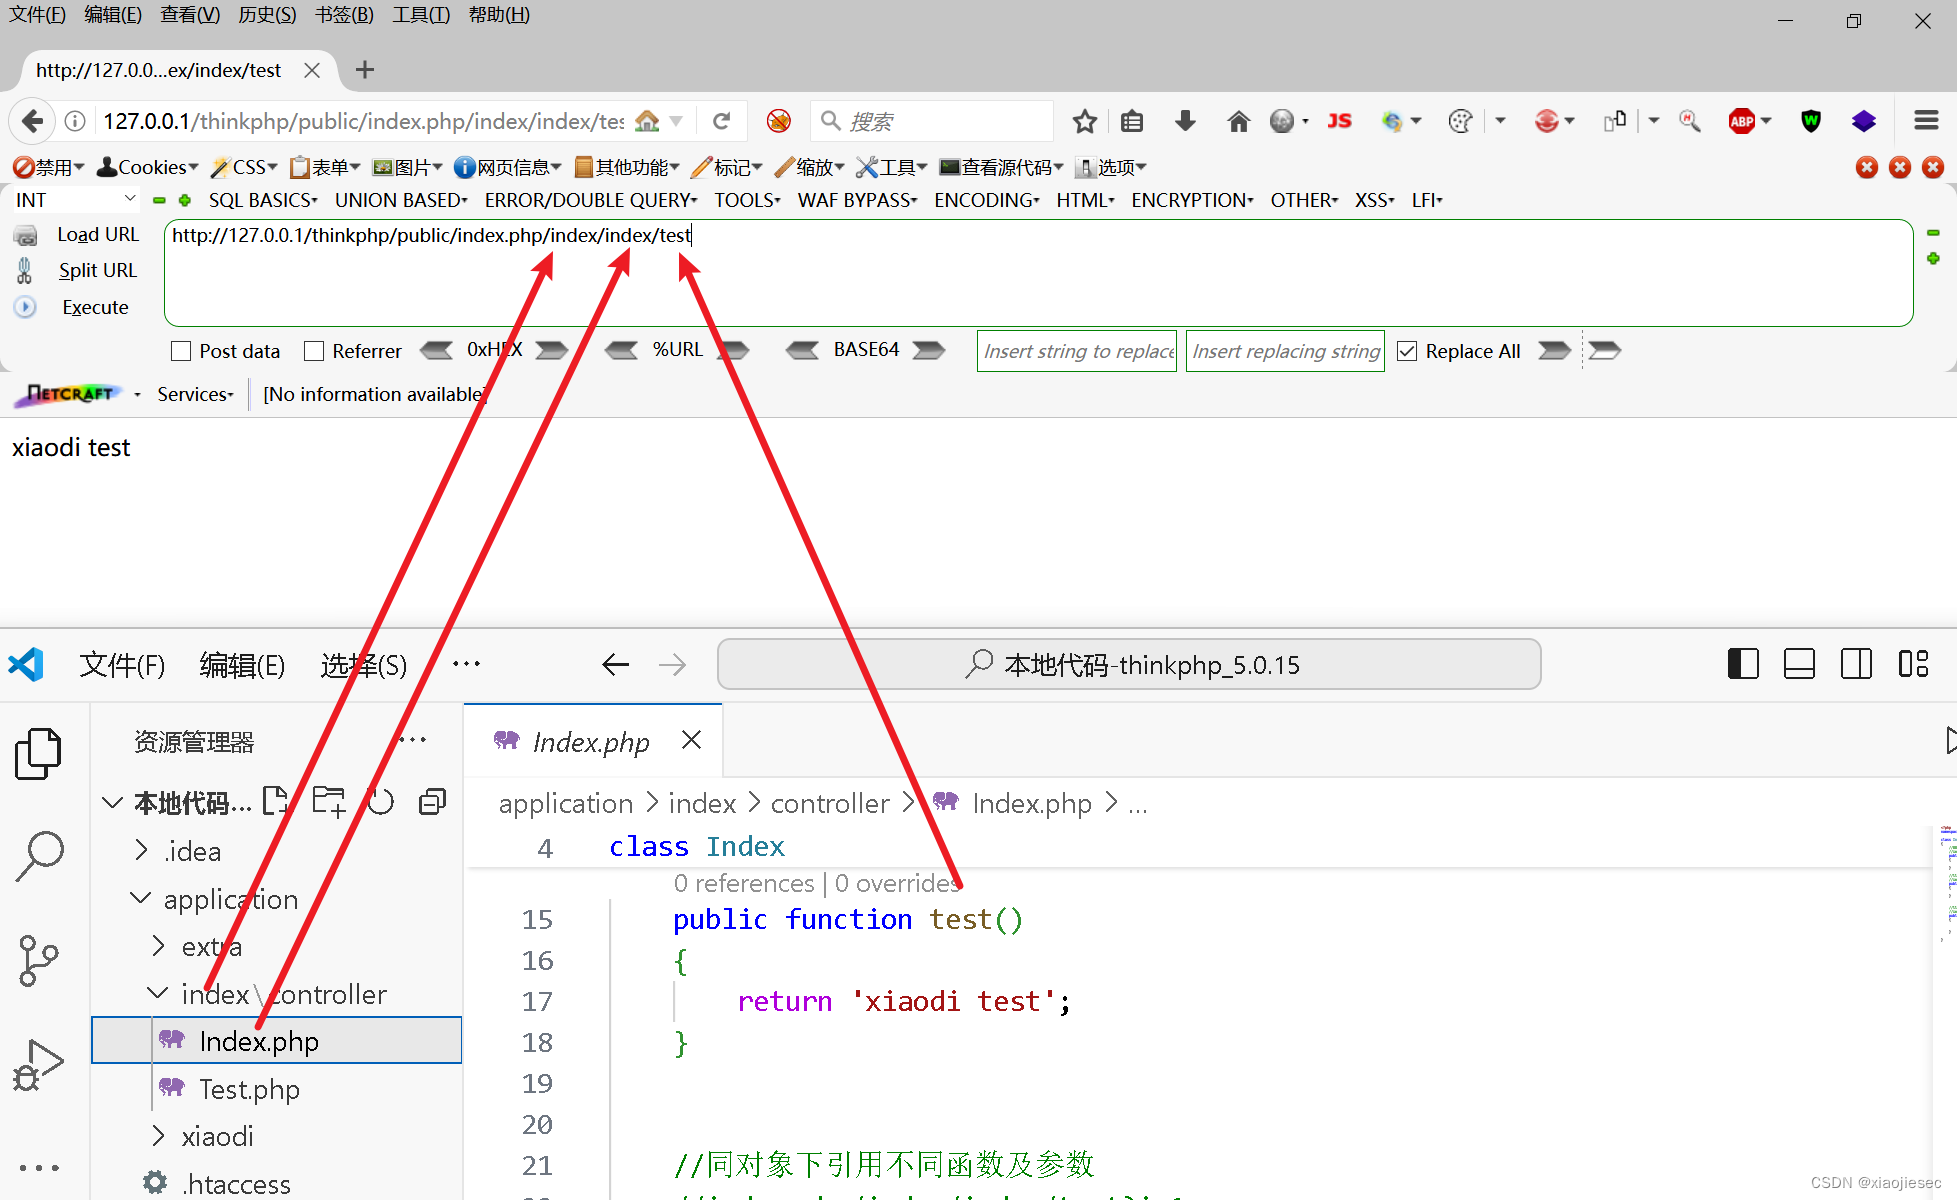 文件(F) 编辑(E) 查看(V) 历史(S) 书签(B) 工具(T) 帮助(H)
http://127.0.0...ex/index/test
127.0.0.1/thinkphp/public/index.php/index/index/tes 搜索 JS ABP W
禁用 Cookies CSS 表单 图片 网页信息 其他功能 标记 缩放 工具 查看源代码 选项
INT SQL BASICS UNION BASED ERROR/DOUBLE QUERY TOOLS WAF BYPASS ENCODING HTML ENCRYPTION OTHER XSS LFI
Load URL http://127.0.0.1/thinkphp/public/index.php/index/index/test
Split URL
Execute
Post data Referrer 0xHEX %URL BASE64 Insert string to replace Insert replacing string Replace All
NETCRAFT Services [No information available]
xiaodi test
文件(F) 编辑(E) 选择(S) ··· 本地代码-thinkphp_5.0.15
资源管理器 ··· Index.php
本地代码... application > index > controller > Index.php > ...
4 class Index
.idea
0 references | 0 overrides
application
15 public function test()
extra
16 {
index\controller
17 return 'xiaodi test';
Index.php
18 }
Test.php
19
20
xiaodi
21 //同对象下引用不同函数及参数
.htaccess
CSDN @xiaojiesec